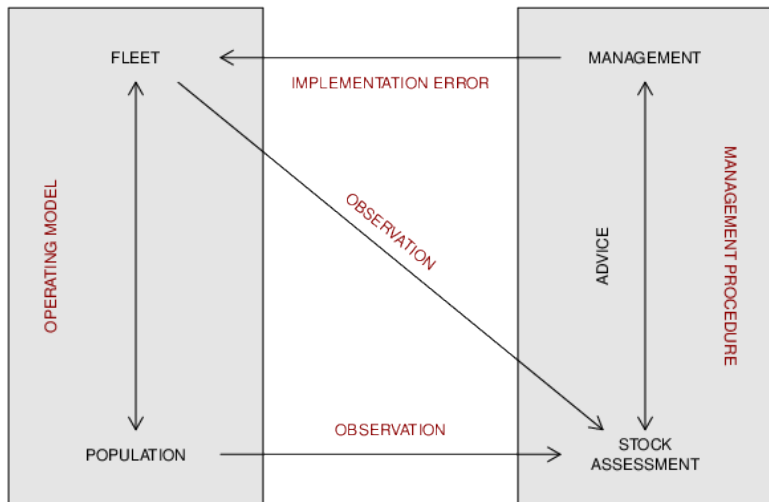 FLEET
MANAGEMENT
IMPLEMENTATION ERROR
OPERATING MODEL
OBSERVATION
ADVICE
MANAGEMENT PROCEDURE
OBSERVATION
POPULATION
STOCK
ASSESSMENT